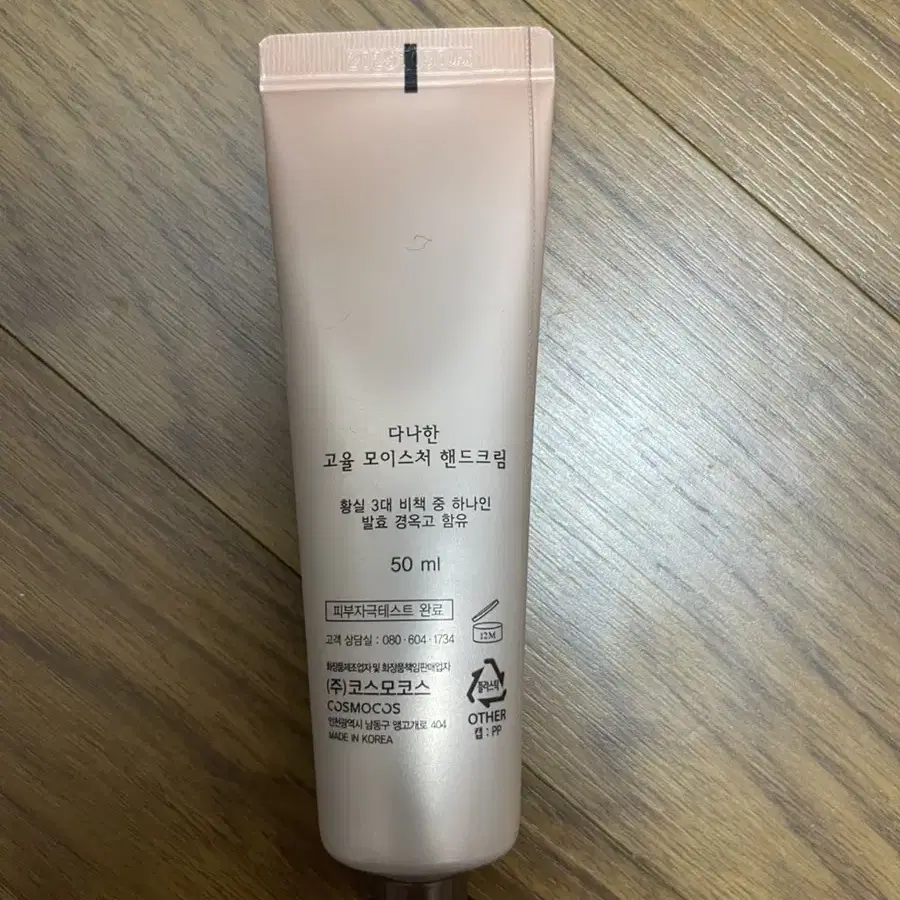 다나한
고율 모이스처 핸드크림
황실 3대 비책 중 하나인
발효 경옥고 함유
50 ml
피부자극테스트 완료
고객 상담실 : 080·604·1734
12M
화장품제조업자 및 화장품책임판매업자
(주)코스모코스
COSMOCOS
인천광역시 남동구 앵고개로 404
MADE IN KOREA
플라스틱
OTHER
캡 : PP